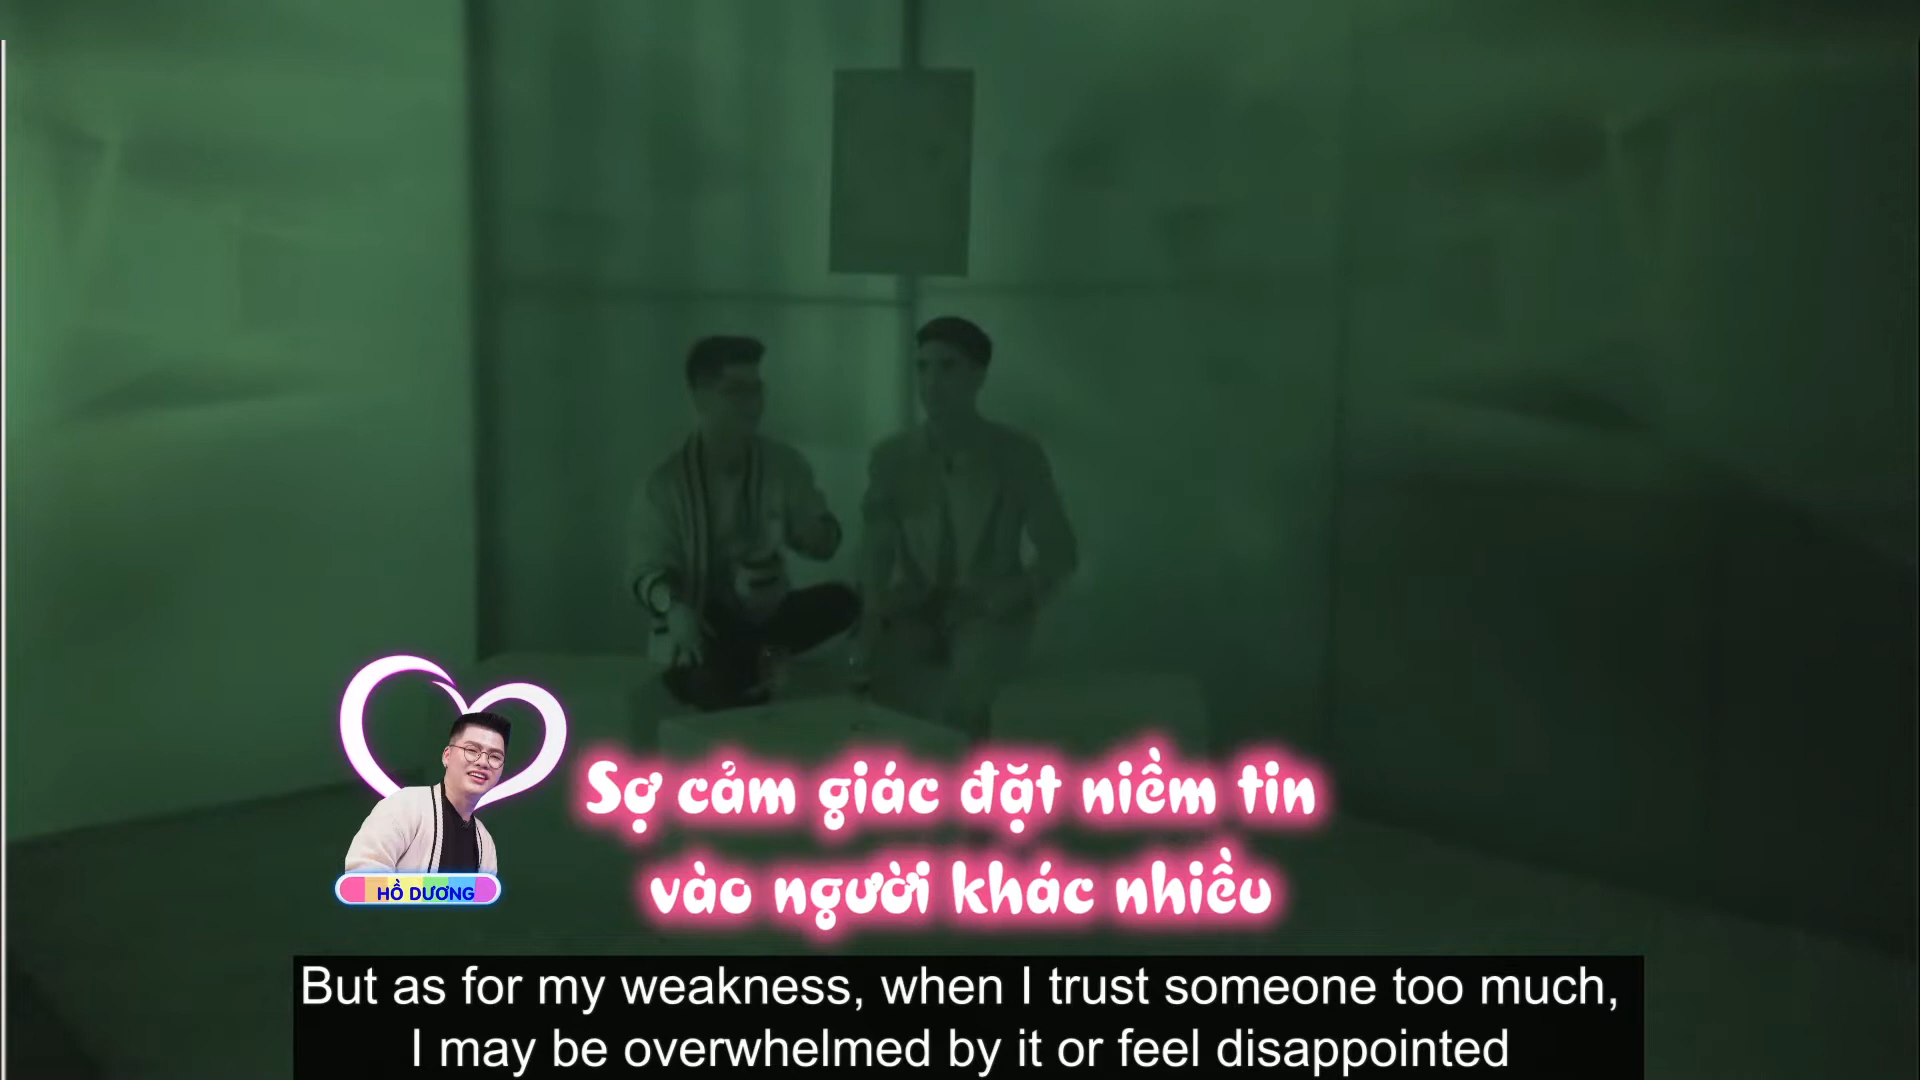 Sợ cảm giác đặt niềm tin
vào người khác nhiều
HỒ DƯƠNG
But as for my weakness, when I trust someone too much,
I may be overwhelmed by it or feel disappointed